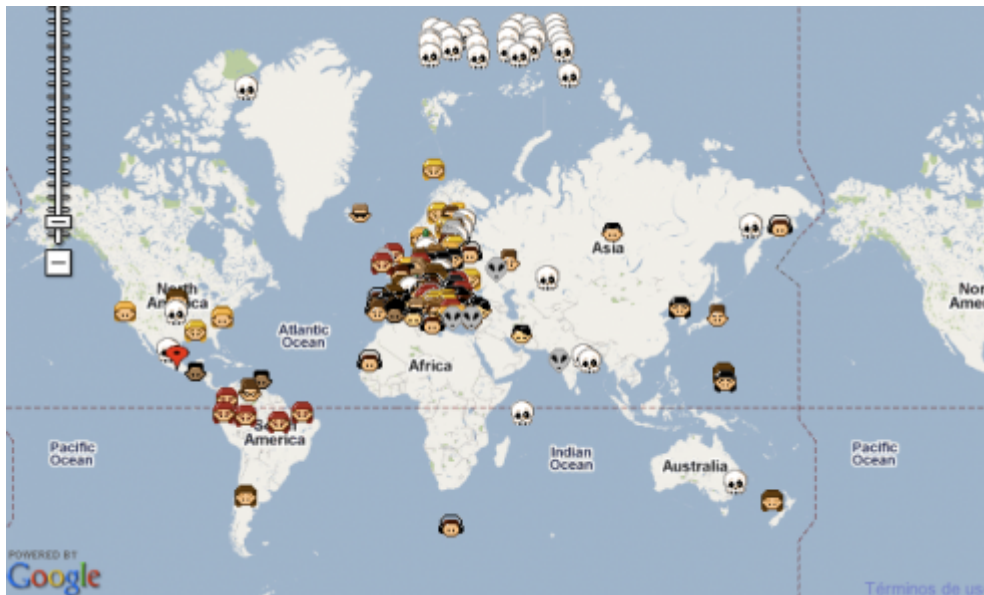 Asia
North
America
Nor
Ame
Atlantic
Ocean
Africa
South
America
Pacific
Ocean
Indian
Ocean
Australia
Pacific
Ocean
POWERED BY
Google
Términos de us